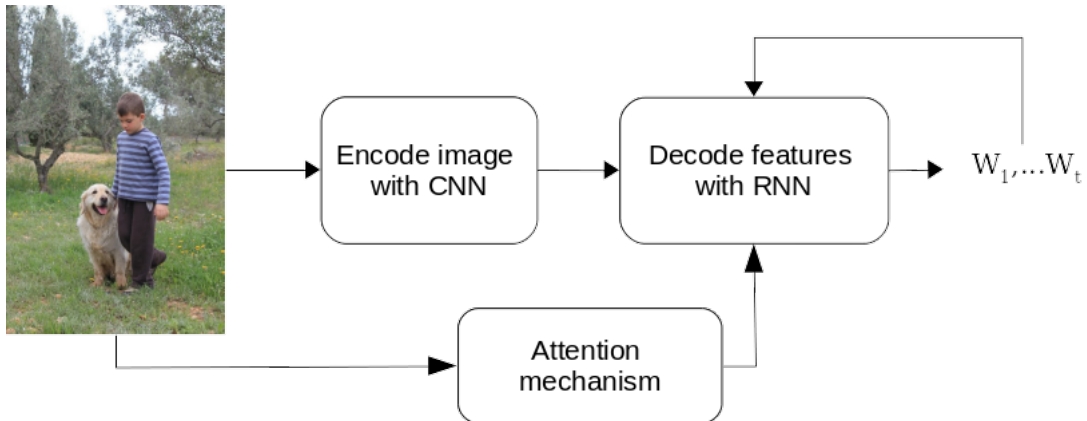 Encode image
with CNN
Decode features
with RNN
W₁,...Wₜ
Attention
mechanism